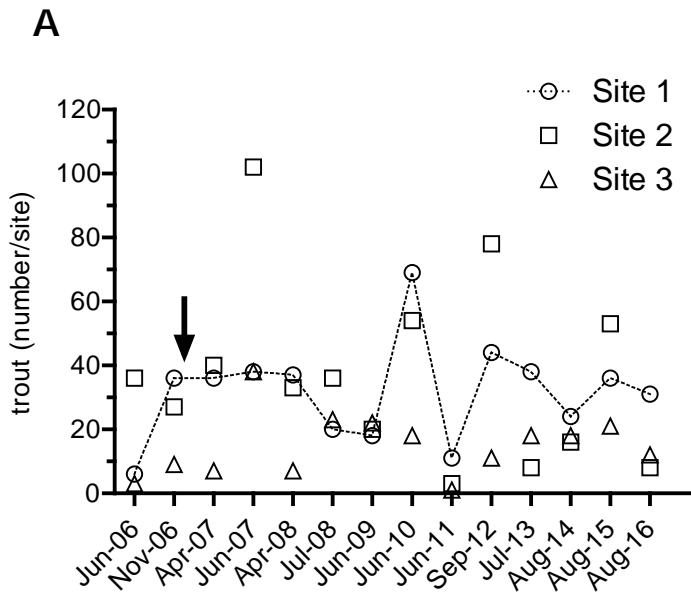 A
Site 1
Site 2
Site 3
trout (number/site)
120
100
80
60
40
20
0
Jun-06
Nov-06
Apr-07
Jun-07
Apr-08
Jul-08
Jun-09
Jun-10
Jun-11
Sep-12
Jul-13
Aug-14
Aug-15
Aug-16